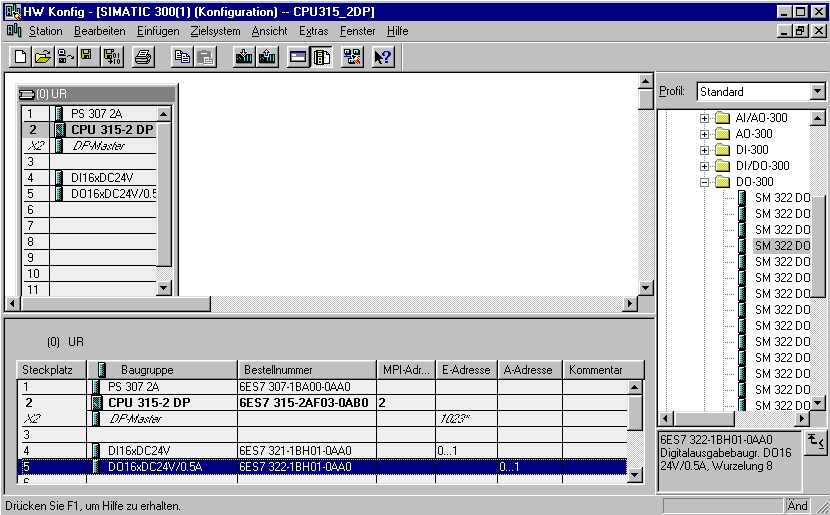 HW Konfig - [SIMATIC 300(1) (Konfiguration) -- CPU315_2DP]
Station Bearbeiten Einfügen Zielsystem Ansicht Extras Fenster Hilfe
(0) UR
1 PS 307 2A
2 CPU 315-2 DP
X2 DP-Master
3
4 DI16xDC24V
5 DO16xDC24V/0.5
6
7
8
9
10
11
Profil: Standard
AI/AO-300
AO-300
DI-300
DI/DO-300
DO-300
SM 322 DO
SM 322 DO
SM 322 DO
SM 322 DO
SM 322 DO
SM 322 DO
SM 322 DO
SM 322 DO
SM 322 DO
SM 322 DO
SM 322 DO
SM 322 DO
SM 322 DO
SM 322 DO
(0) UR
Steckplatz Baugruppe Bestellnummer MPI-Adr... E-Adresse A-Adresse Kommentar
1 PS 307 2A 6ES7 307-1BA00-0AA0
2 CPU 315-2 DP 6ES7 315-2AF03-0AB0 2
X2 DP-Master 1023*
3
4 DI16xDC24V 6ES7 321-1BH01-0AA0 0...1
5 DO16xDC24V/0.5A 6ES7 322-1BH01-0AA0 0...1
6ES7 322-1BH01-0AA0
Digitalausgabebaugr. DO16
24V/0.5A, Wurzelung 8
Drücken Sie F1, um Hilfe zu erhalten.
Änd